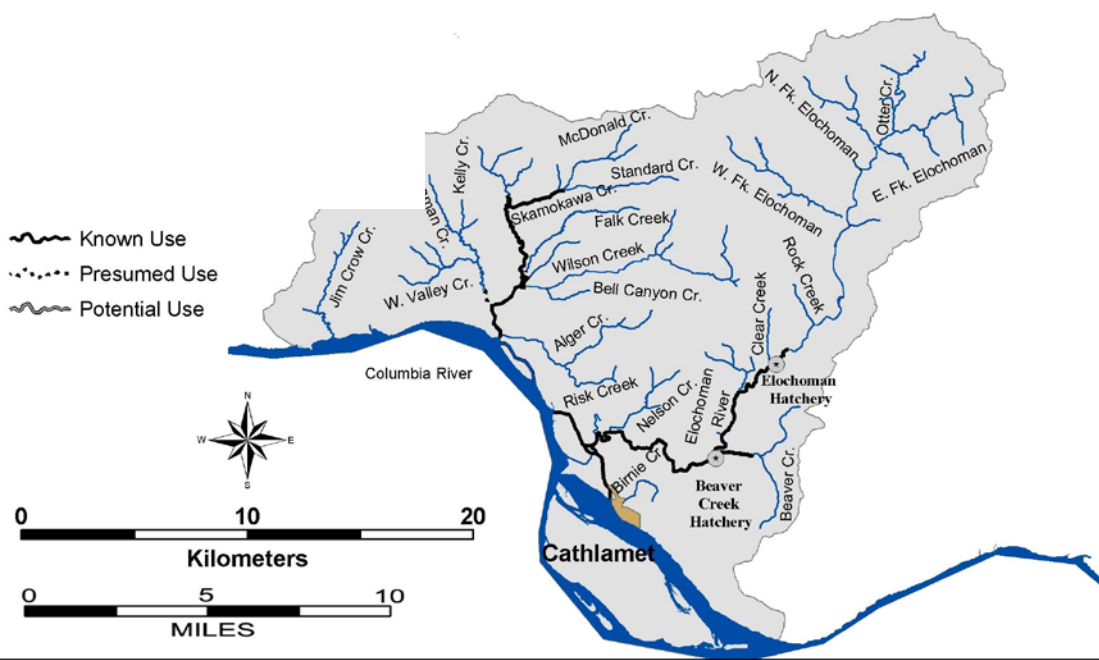 N. Fk. Elochoman
Otter Cr.
E. Fk. Elochoman
McDonald Cr.
Kelly Cr.
Standard Cr.
W. Fk. Elochoman
Skamokawa Cr.
rman Cr.
Falk Creek
Known Use
Presumed Use
Potential Use
Jim Crow Cr.
Wilson Creek
Rock Creek
W. Valley Cr.
Bell Canyon Cr.
Clear Creek
Alger Cr.
Columbia River
Risk Creek
Nelson Cr.
Elochoman
River
Elochoman
Hatchery
N
W
E
S
Birnie Cr
Beaver Cr.
Beaver
Creek
Hatchery
0 10 20
Kilometers
Cathlamet
0 5 10
MILES